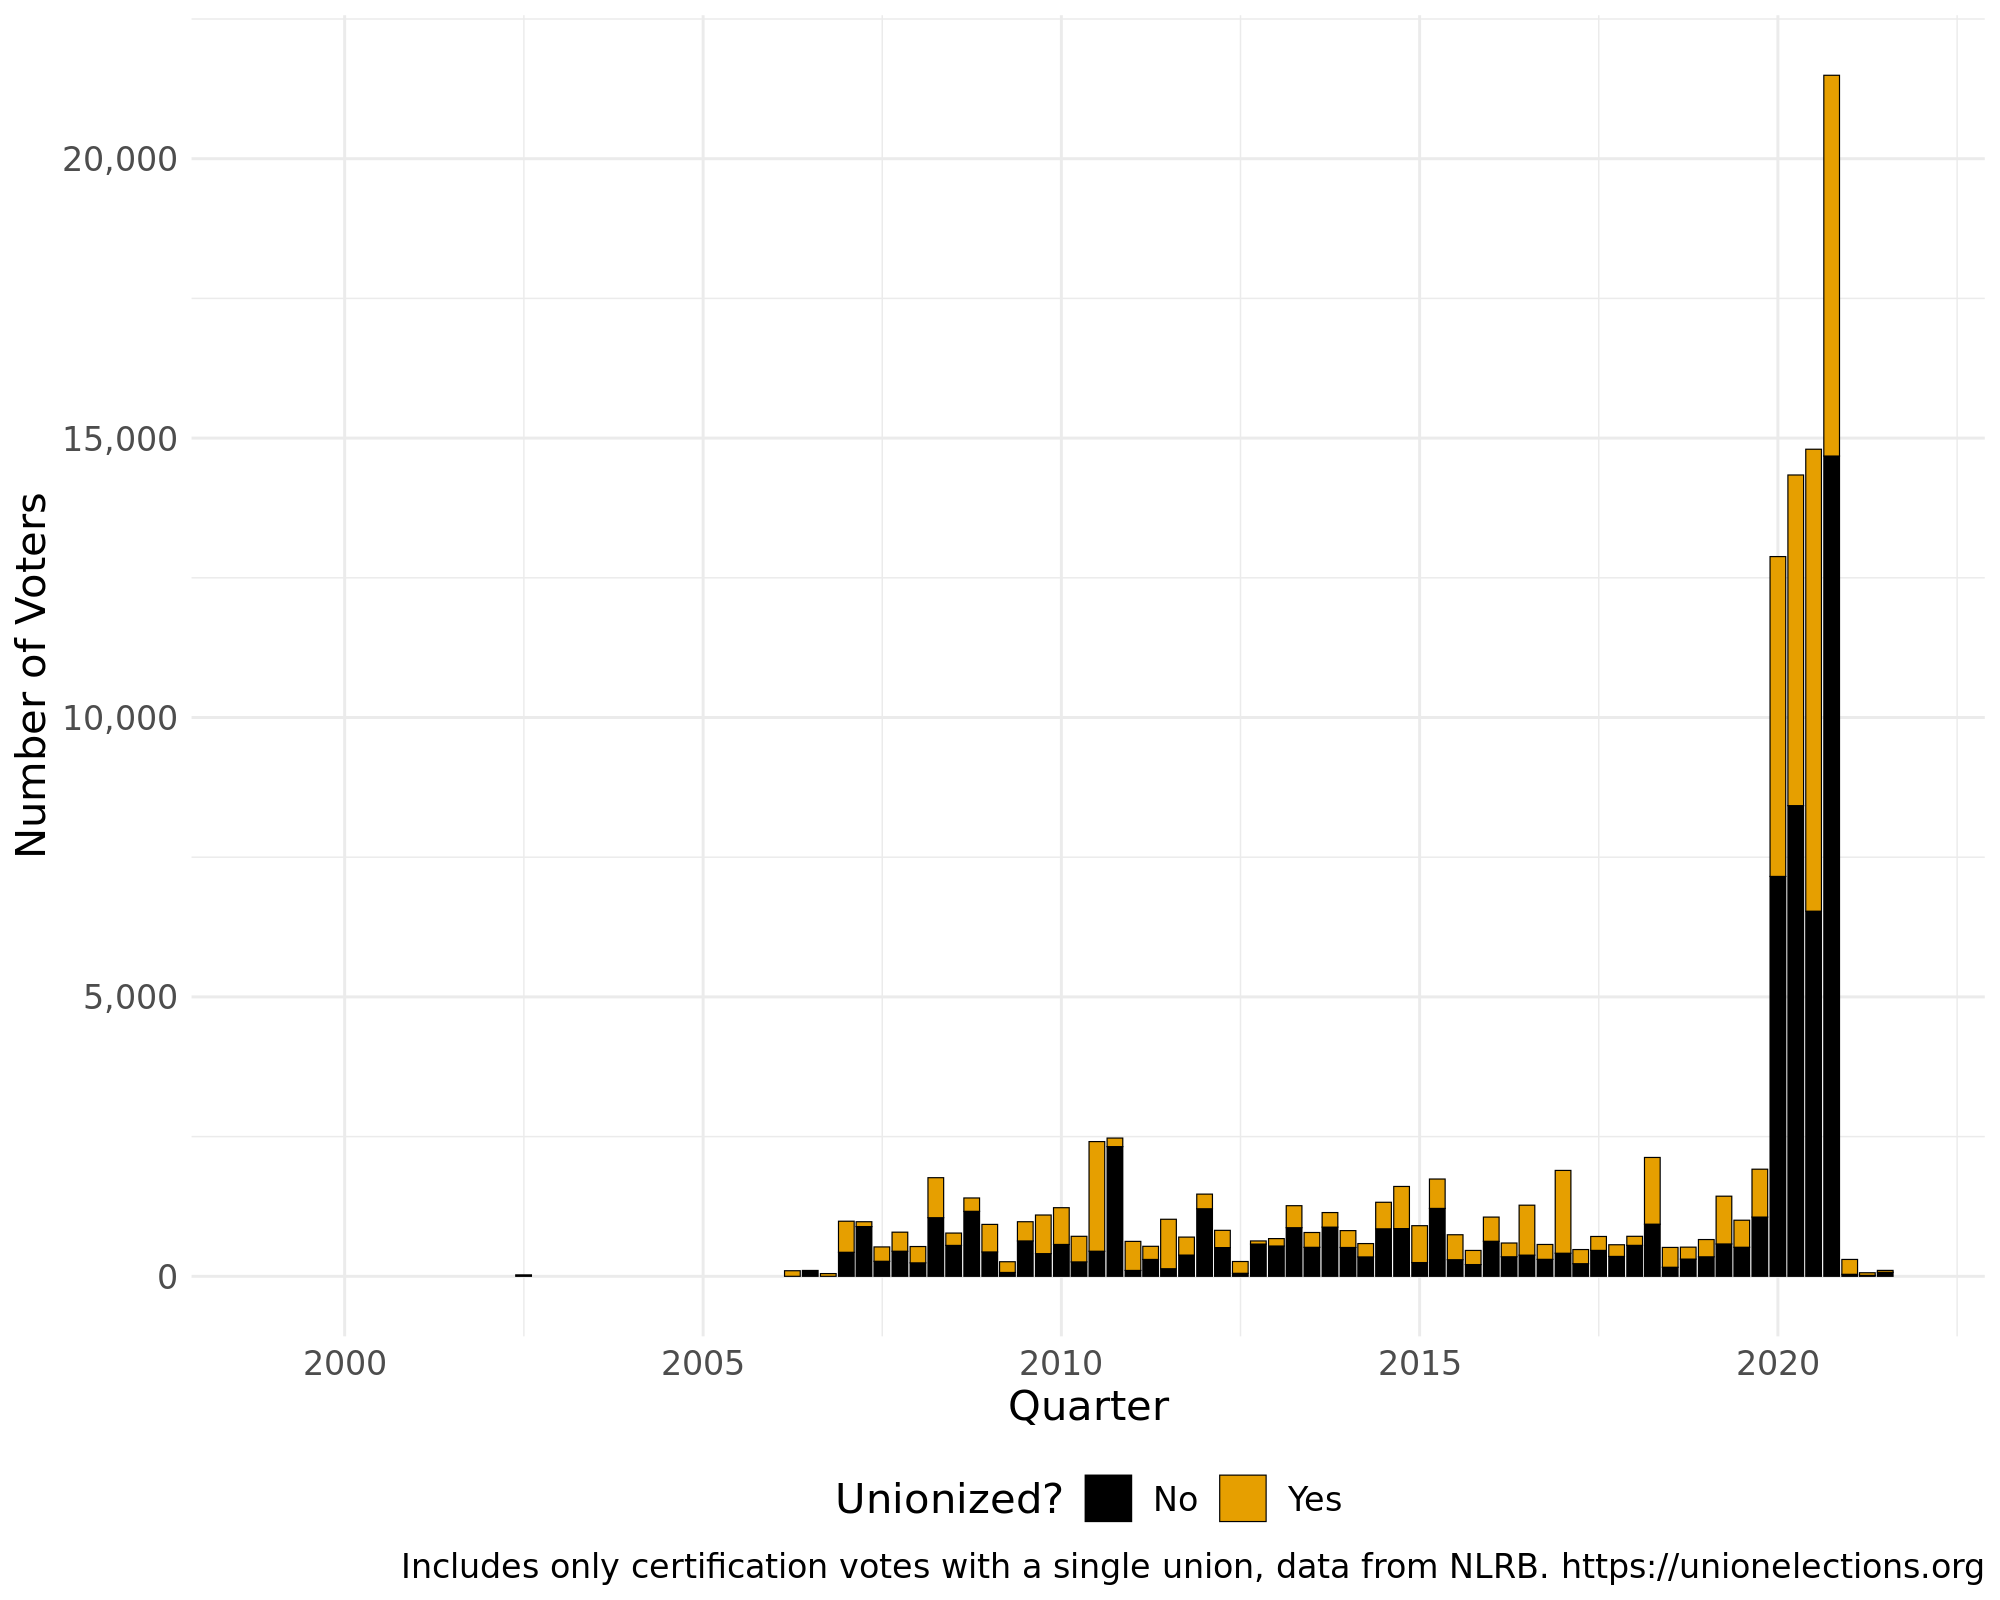 20,000
15,000
10,000
5,000
0
Number of Voters
2000 2005 2010 2015 2020
Quarter
Unionized? No Yes
Includes only certification votes with a single union, data from NLRB. https://unionelections.org